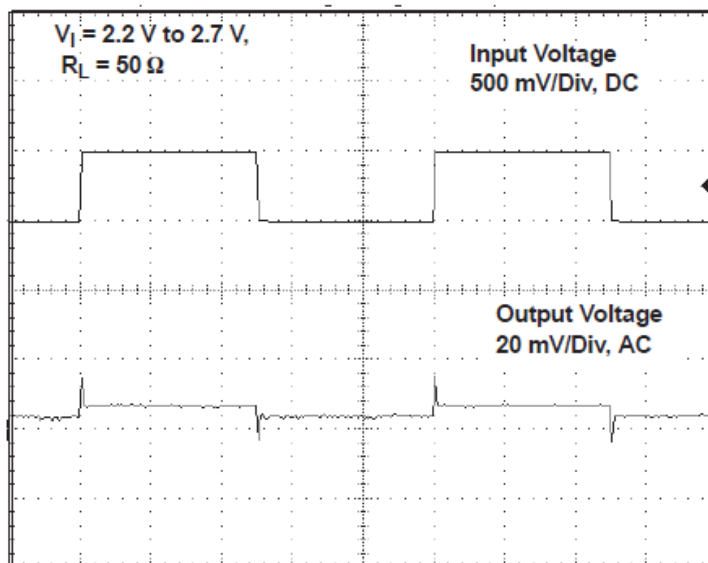 V_I = 2.2 V to 2.7 V,
R_L = 50 Ω
Input Voltage
500 mV/Div, DC
Output Voltage
20 mV/Div, AC